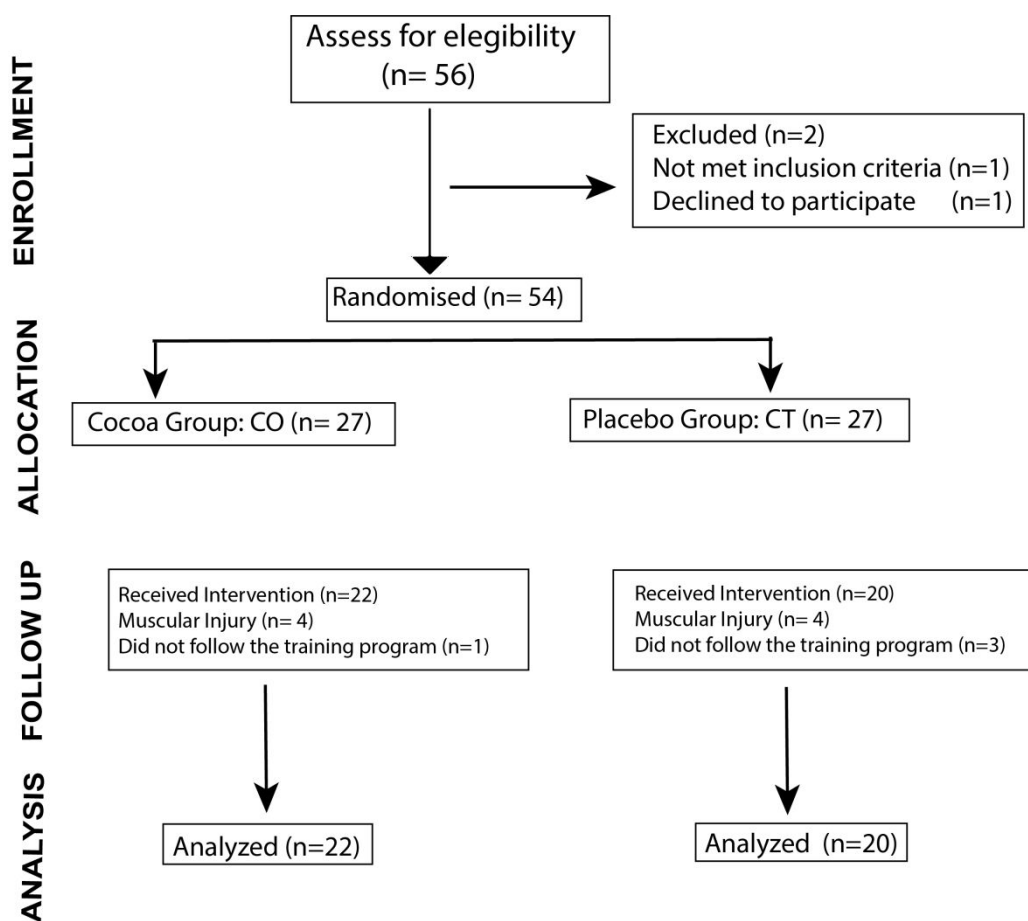 ENROLLMENT
Assess for elegibility
(n= 56)
Excluded (n=2)
Not met inclusion criteria (n=1)
Declined to participate (n=1)
Randomised (n= 54)
ALLOCATION
Cocoa Group: CO (n= 27)
Placebo Group: CT (n= 27)
FOLLOW UP
Received Intervention (n=22)
Muscular Injury (n= 4)
Did not follow the training program (n=1)
Received Intervention (n=20)
Muscular Injury (n= 4)
Did not follow the training program (n=3)
ANALYSIS
Analyzed (n=22)
Analyzed (n=20)